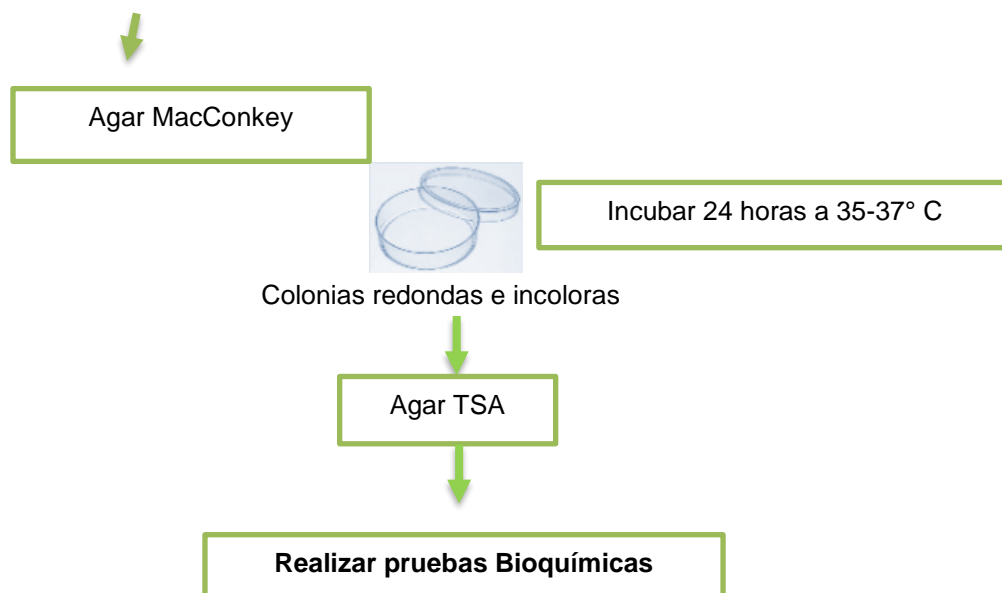 Agar MacConkey
Incubar 24 horas a 35-37° C
Colonias redondas e incoloras
Agar TSA
Realizar pruebas Bioquímicas